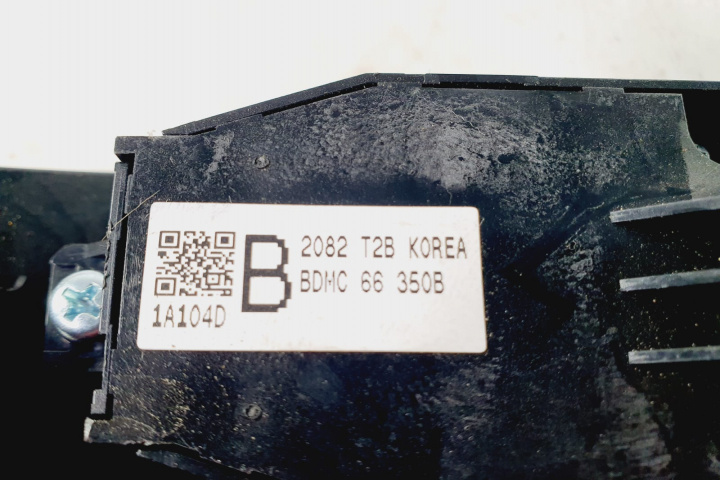 B
2082 T2B KOREA
BDMC 66 350B
1A104D